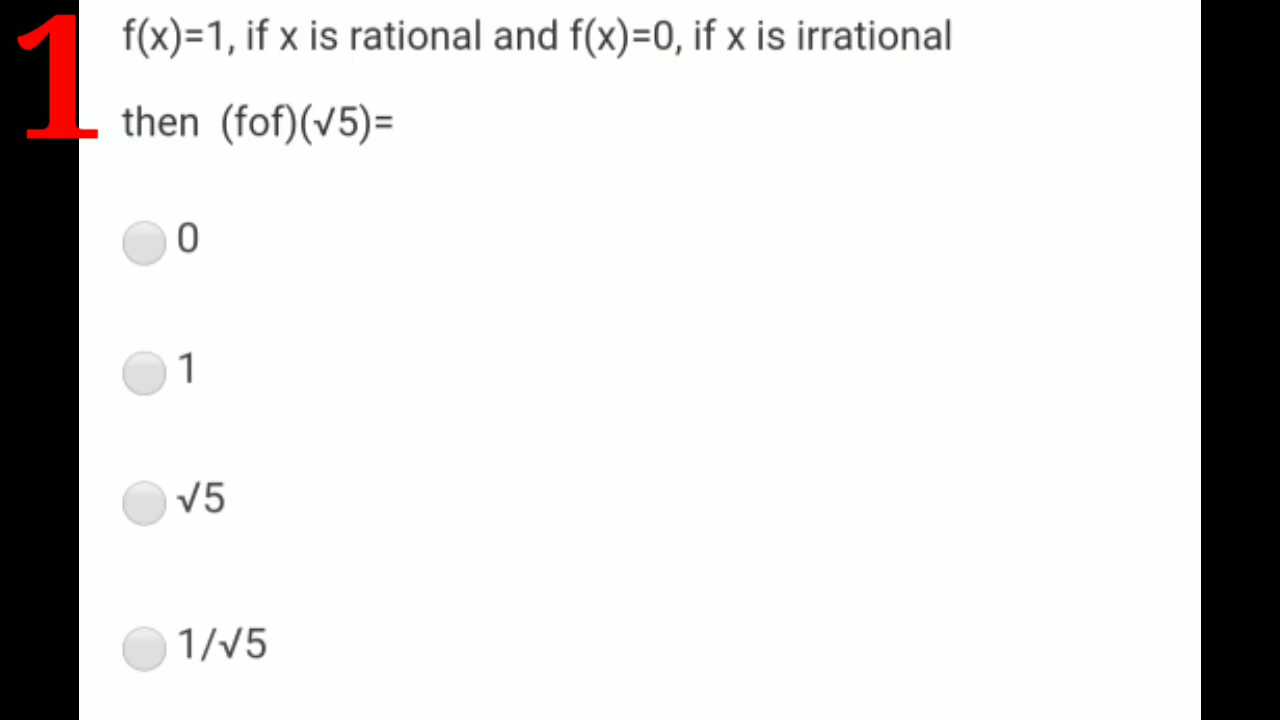 1
f(x)=1, if x is rational and f(x)=0, if x is irrational
then (fof)(√5)=
0
1
√5
1/√5